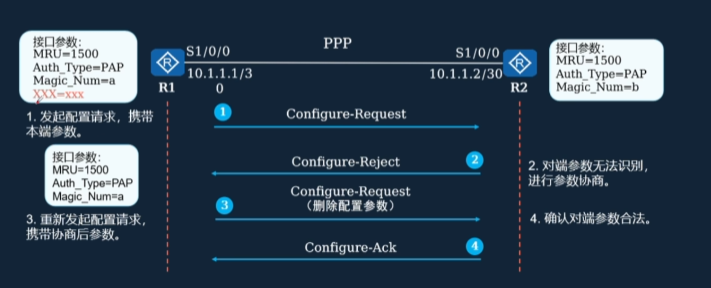 PPP
接口参数:
MRU=1500
Auth_Type=PAP
Magic_Num=a
XXX=xxx
R
S1/0/0
10.1.1.1/3
0
R1
S1/0/0
10.1.1.2/30
R
R2
接口参数:
MRU=1500
Auth_Type=PAP
Magic_Num=b
1. 发起配置请求，携带
本端参数。
1
Configure-Request
Configure-Reject
2
2. 对端参数无法识别，
进行参数协商。
接口参数:
MRU=1500
Auth_Type=PAP
Magic_Num=a
3. 重新发起配置请求，
携带协商后参数。
3
Configure-Request
（删除配置参数）
4. 确认对端参数合法。
Configure-Ack
4